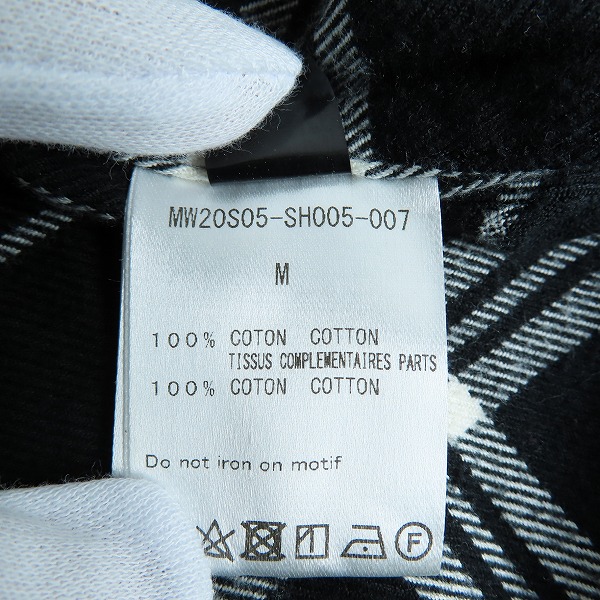 MW20S05-SH005-007
M
100% COTON COTTON
TISSUS COMPLEMENTAIRES PARTS
100% COTON COTTON
Do not iron on motif
F